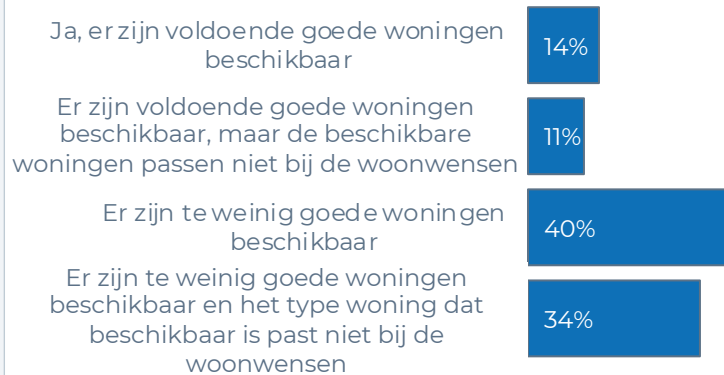 Ja, er zijn voldoende goede woningen
beschikbaar
14%
Er zijn voldoende goede woningen
beschikbaar, maar de beschikbare
woningen passen niet bij de woonwensen
11%
Er zijn te weinig goede woningen
beschikbaar
40%
Er zijn te weinig goede woningen
beschikbaar en het type woning dat
beschikbaar is past niet bij de
woonwensen
34%